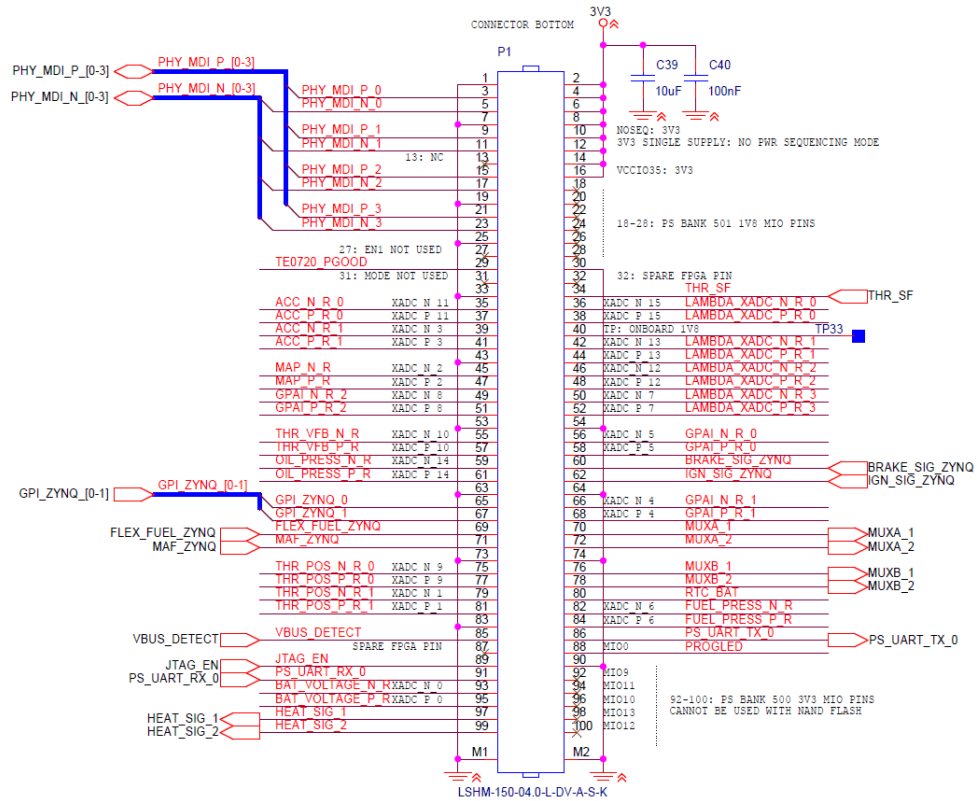 3V3
CONNECTOR BOTTOM
P1
C39
10uF
C40
100nF
PHY_MDI_P_[0-3]
PHY_MDI_P_[0-3]
PHY_MDI_N_[0-3]
PHY_MDI_N_[0-3]
1 2
PHY_MDI_P_0 3 4
PHY_MDI_N_0 5 6
7 8
PHY_MDI_P_1 9 10 NOSEQ: 3V3
PHY_MDI_N_1 11 12 3V3 SINGLE SUPPLY: NO PWR SEQUENCING MODE
13: NC 13 14
PHY_MDI_P_2 15 16 VCCIO35: 3V3
PHY_MDI_N_2 17 18
19 20
PHY_MDI_P_3 21 22
PHY_MDI_N_3 23 24 18-28: PS BANK 501 1V8 MIO PINS
25 26
27: EN1 NOT USED 27 28
TE0720_PGOOD 29 30
31: MODE NOT USED 31 32 32: SPARE FPGA PIN
33 34 THR_SF THR_SF
ACC_N_R_0 XADC N 11 35 36 XADC N 15 LAMBDA_XADC_N_R_0
ACC_P_R_0 XADC P 11 37 38 XADC P 15 LAMBDA_XADC_P_R_0
ACC_N_R_1 XADC N 3 39 40 TP: ONBOARD 1V8 TP33
ACC_P_R_1 XADC P 3 41 42 XADC N 13 LAMBDA_XADC_N_R_1
43 44 XADC P 13 LAMBDA_XADC_P_R_1
MAP_N_R XADC N 2 45 46 XADC N 12 LAMBDA_XADC_N_R_2
MAP_P_R XADC P 2 47 48 XADC P 12 LAMBDA_XADC_P_R_2
GPAI_N_R_2 XADC N 8 49 50 XADC N 7 LAMBDA_XADC_N_R_3
GPAI_P_R_2 XADC P 8 51 52 XADC P 7 LAMBDA_XADC_P_R_3
53 54
THR_VFB_N_R XADC N 10 55 56 XADC N 5 GPAI_N_R_0
THR_VFB_P_R XADC P 10 57 58 XADC P 5 GPAI_P_R_0
OIL_PRESS_N_R XADC N 14 59 60 BRAKE_SIG_ZYNQ BRAKE_SIG_ZYNQ
OIL_PRESS_P_R XADC P 14 61 62 IGN_SIG_ZYNQ IGN_SIG_ZYNQ
GPI_ZYNQ_[0-1] GPI_ZYNQ_[0-1] 63 64
GPI_ZYNQ_0 65 66 XADC N 4 GPAI_N_R_1
GPI_ZYNQ_1 67 68 XADC P 4 GPAI_P_R_1
FLEX_FUEL_ZYNQ FLEX_FUEL_ZYNQ 69 70 MUXA_1 MUXA_1
MAF_ZYNQ MAF_ZYNQ 71 72 MUXA_2 MUXA_2
73 74
THR_POS_N_R_0 XADC N 9 75 76 MUXB_1 MUXB_1
THR_POS_P_R_0 XADC P 9 77 78 MUXB_2 MUXB_2
THR_POS_N_R_1 XADC N 1 79 80 RTC_BAT
THR_POS_P_R_1 XADC P 1 81 82 XADC N 6 FUEL_PRESS_N_R
83 84 XADC P 6 FUEL_PRESS_P_R
VBUS_DETECT VBUS_DETECT 85 86 PS_UART_TX_0 PS_UART_TX_0
SPARE FPGA PIN 87 88 MIO0 PROGLED
JTAG_EN JTAG_EN 89 90
PS_UART_RX_0 PS_UART_RX_0 91 92 MIO9
BAT_VOLTAGE_N_R XADC N 0 93 94 MIO11
BAT_VOLTAGE_P_R XADC P 0 95 96 MIO10 92-100: PS BANK 500 3V3 MIO PINS
HEAT_SIG_1 HEAT_SIG_1 97 98 MIO13 CANNOT BE USED WITH NAND FLASH
HEAT_SIG_2 HEAT_SIG_2 99 100 MIO12
M1 M2
LSHM-150-04.0-L-DV-A-S-K